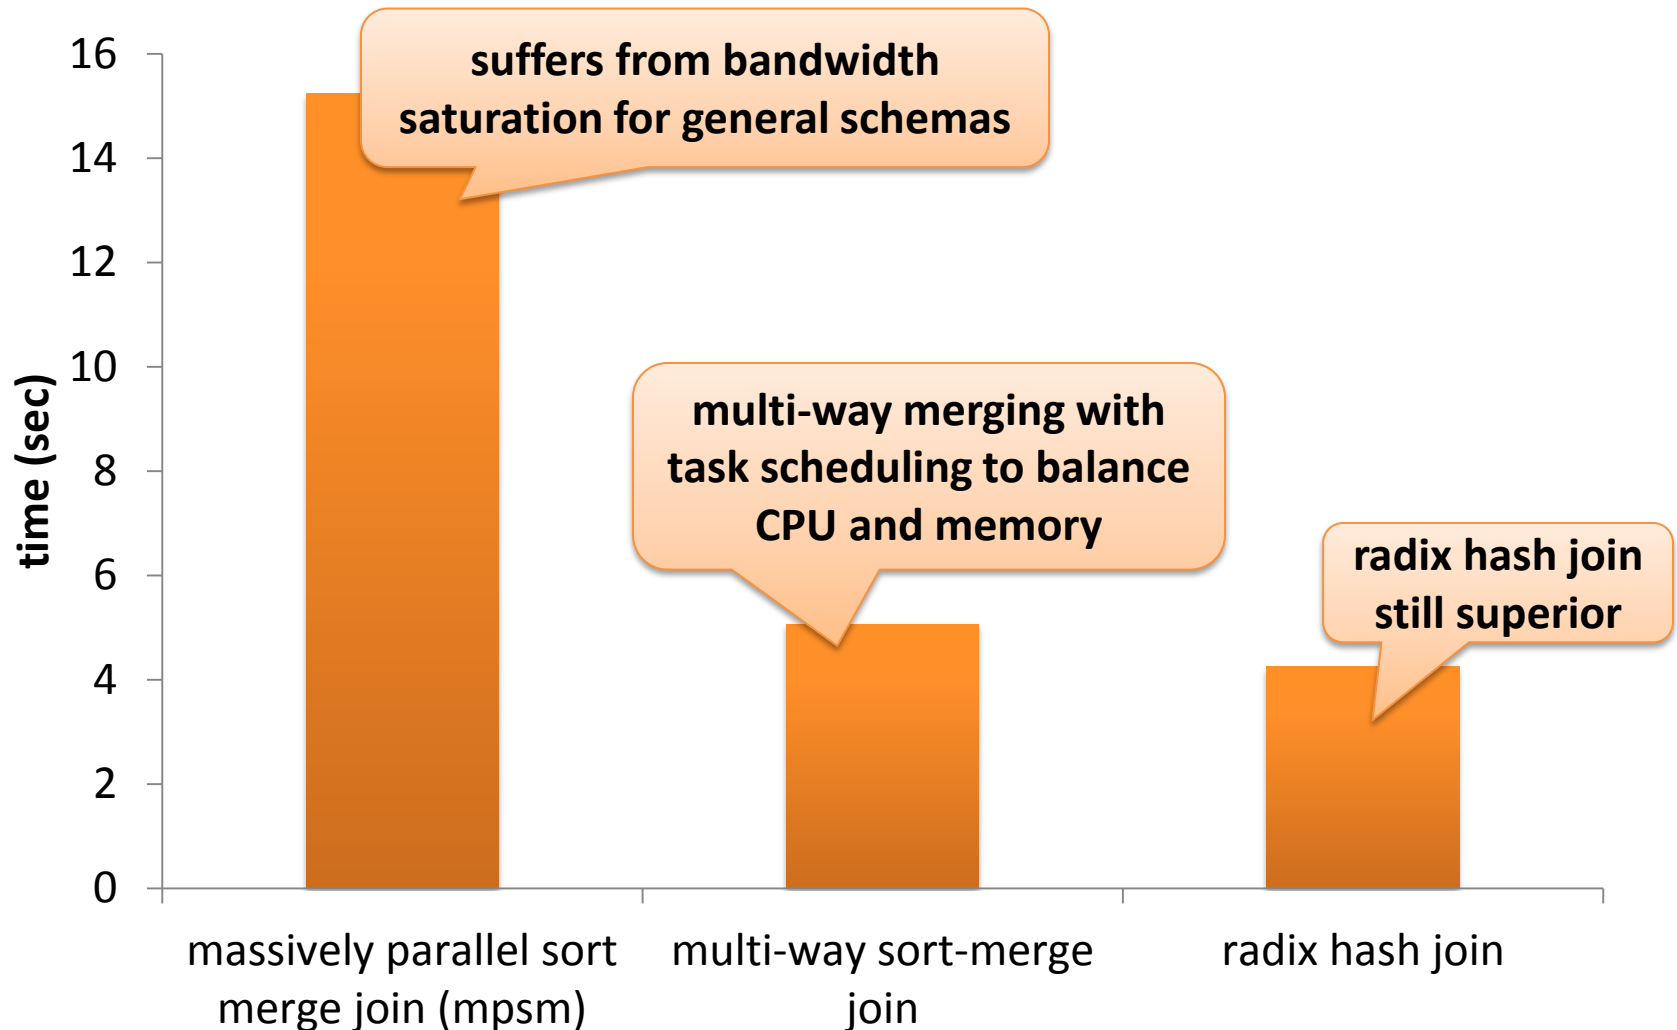 suffers from bandwidth
saturation for general schemas
16
14
12
10
8
6
4
2
0
time (sec)
multi-way merging with
task scheduling to balance
CPU and memory
radix hash join
still superior
massively parallel sort
merge join (mpsm)
multi-way sort-merge
join
radix hash join